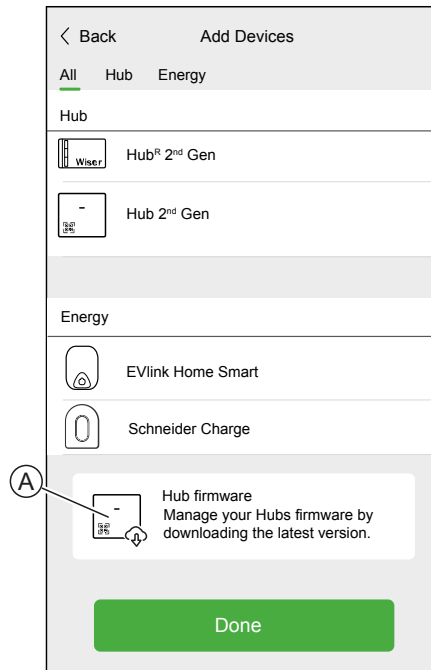 < Back Add Devices
All Hub Energy
Hub
Wiser HubR 2nd Gen
Hub 2nd Gen
Energy
EVlink Home Smart
Schneider Charge
A
Hub firmware
Manage your Hubs firmware by
downloading the latest version.
Done